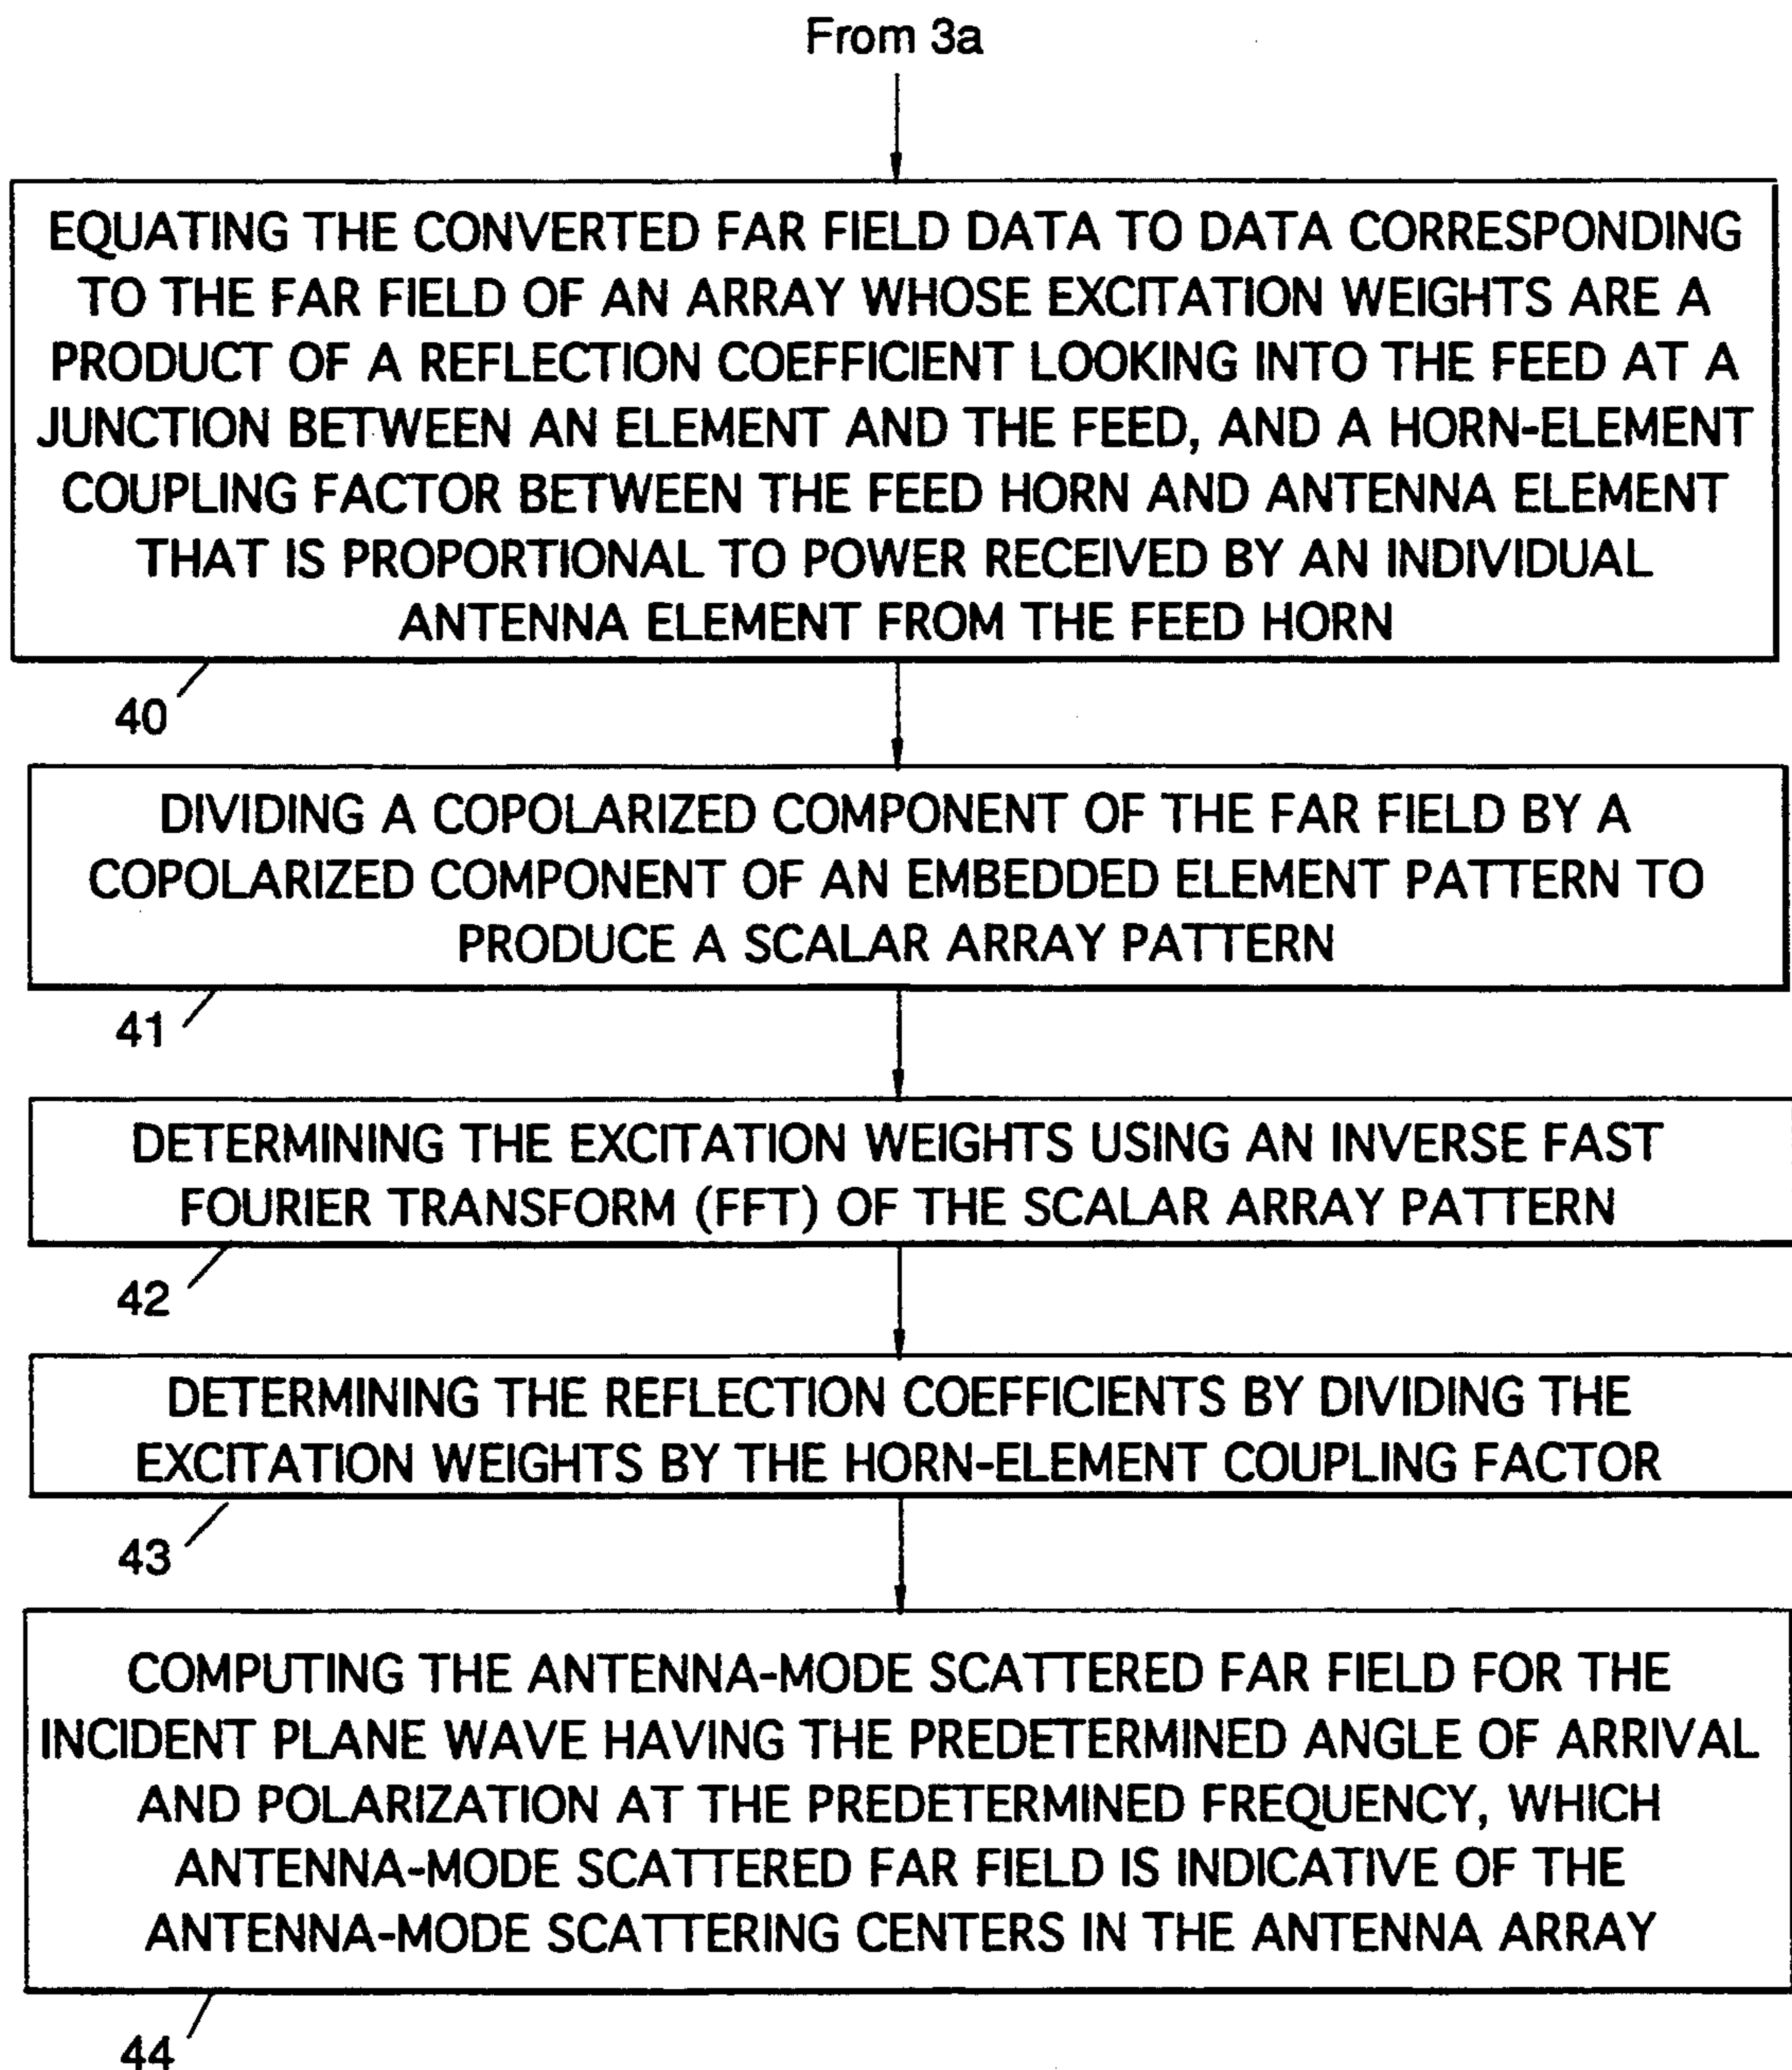 From 3a
EQUATING THE CONVERTED FAR FIELD DATA TO DATA CORRESPONDING
TO THE FAR FIELD OF AN ARRAY WHOSE EXCITATION WEIGHTS ARE A
PRODUCT OF A REFLECTION COEFFICIENT LOOKING INTO THE FEED AT A
JUNCTION BETWEEN AN ELEMENT AND THE FEED, AND A HORN-ELEMENT
COUPLING FACTOR BETWEEN THE FEED HORN AND ANTENNA ELEMENT
THAT IS PROPORTIONAL TO POWER RECEIVED BY AN INDIVIDUAL
ANTENNA ELEMENT FROM THE FEED HORN
40
DIVIDING A COPOLARIZED COMPONENT OF THE FAR FIELD BY A
COPOLARIZED COMPONENT OF AN EMBEDDED ELEMENT PATTERN TO
PRODUCE A SCALAR ARRAY PATTERN
41
DETERMINING THE EXCITATION WEIGHTS USING AN INVERSE FAST
FOURIER TRANSFORM (FFT) OF THE SCALAR ARRAY PATTERN
42
DETERMINING THE REFLECTION COEFFICIENTS BY DIVIDING THE
EXCITATION WEIGHTS BY THE HORN-ELEMENT COUPLING FACTOR
43
COMPUTING THE ANTENNA-MODE SCATTERED FAR FIELD FOR THE
INCIDENT PLANE WAVE HAVING THE PREDETERMINED ANGLE OF ARRIVAL
AND POLARIZATION AT THE PREDETERMINED FREQUENCY, WHICH
ANTENNA-MODE SCATTERED FAR FIELD IS INDICATIVE OF THE
ANTENNA-MODE SCATTERING CENTERS IN THE ANTENNA ARRAY
44